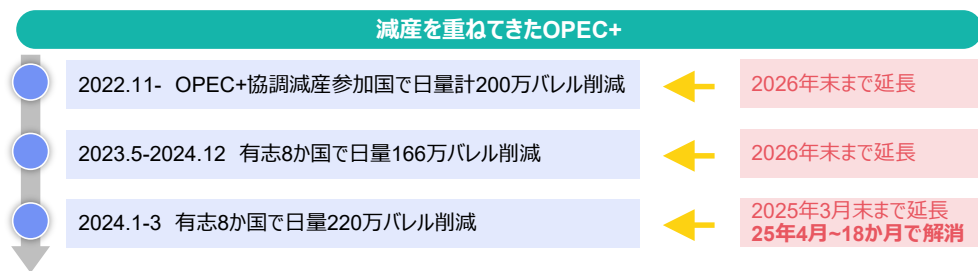 減産を重ねてきたOPEC+
2022.11- OPEC+協調減産参加国で日量計200万バレル削減
2026年末まで延長
2023.5-2024.12 有志8か国で日量166万バレル削減
2026年末まで延長
2024.1-3 有志8か国で日量220万バレル削減
2025年3月末まで延長
25年4月~18か月で解消